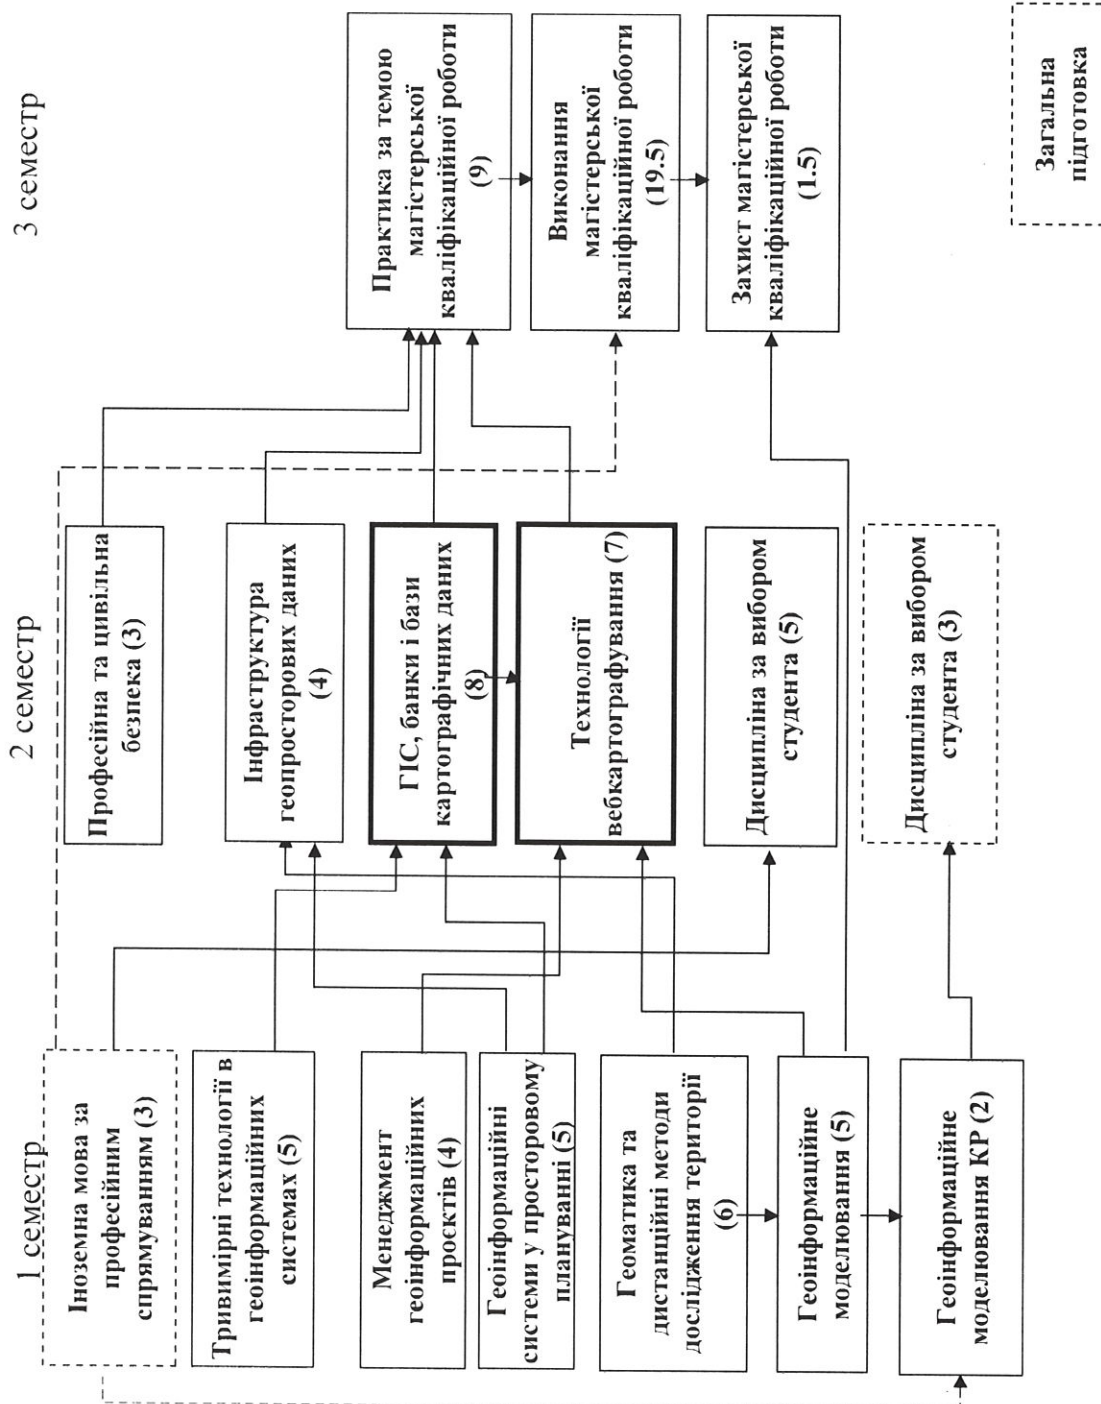 1 семестр
Іноземна мова за
професійним
спрямуванням (3)
Тривимірні технології в
геоінформаційних
системах (5)
Менеджмент
геоінформаційних
проєктів (4)
Геоінформаційні
системи у просторовому
плануванні (5)
Геоматика та
дистанційні методи
дослідження території
(6)
Геоінформаційне
моделювання (5)
Геоінформаційне
моделювання КР (2)
2 семестр
Професійна та цивільна
безпека (3)
Інфраструктура
геопросторових даних
(4)
ГІС, банки і бази
картографічних даних
(8)
Технології
вебкартографування (7)
Дисципліна за вибором
студента (5)
Дисципліна за вибором
студента (3)
3 семестр
Практика за темою
магістерської
кваліфікаційної роботи
(9)
Виконання
магістерської
кваліфікаційної роботи
(19.5)
Захист магістерської
кваліфікаційної роботи
(1.5)
Загальна
підготовка